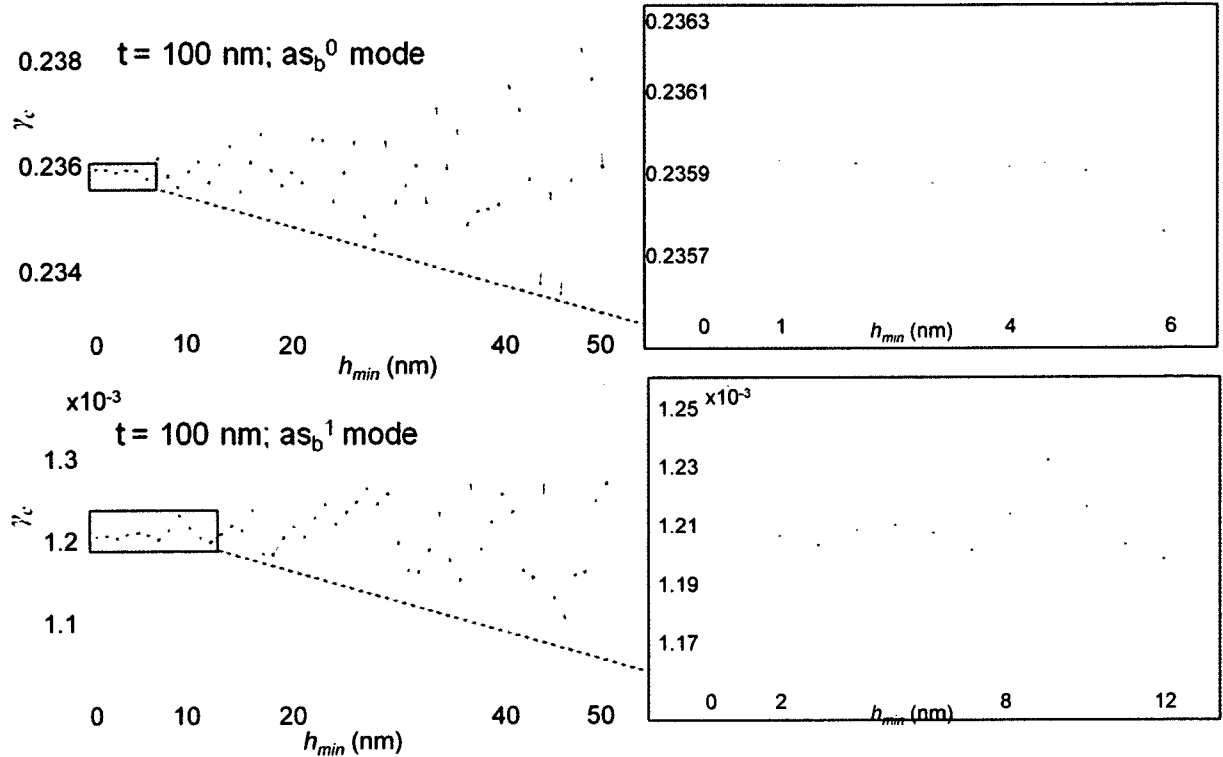 t = 100 nm; as_b^0 mode
0.238
0.236
0.234
γ_c
0 10 20 40 50
h_min (nm)
0.2363
0.2361
0.2359
0.2357
0 1 4 6
h_min (nm)
x10^-3
t = 100 nm; as_b^1 mode
1.3
1.2
1.1
γ_c
0 10 20 40 50
h_min (nm)
1.25 x10^-3
1.23
1.21
1.19
1.17
0 2 8 12
h_min (nm)